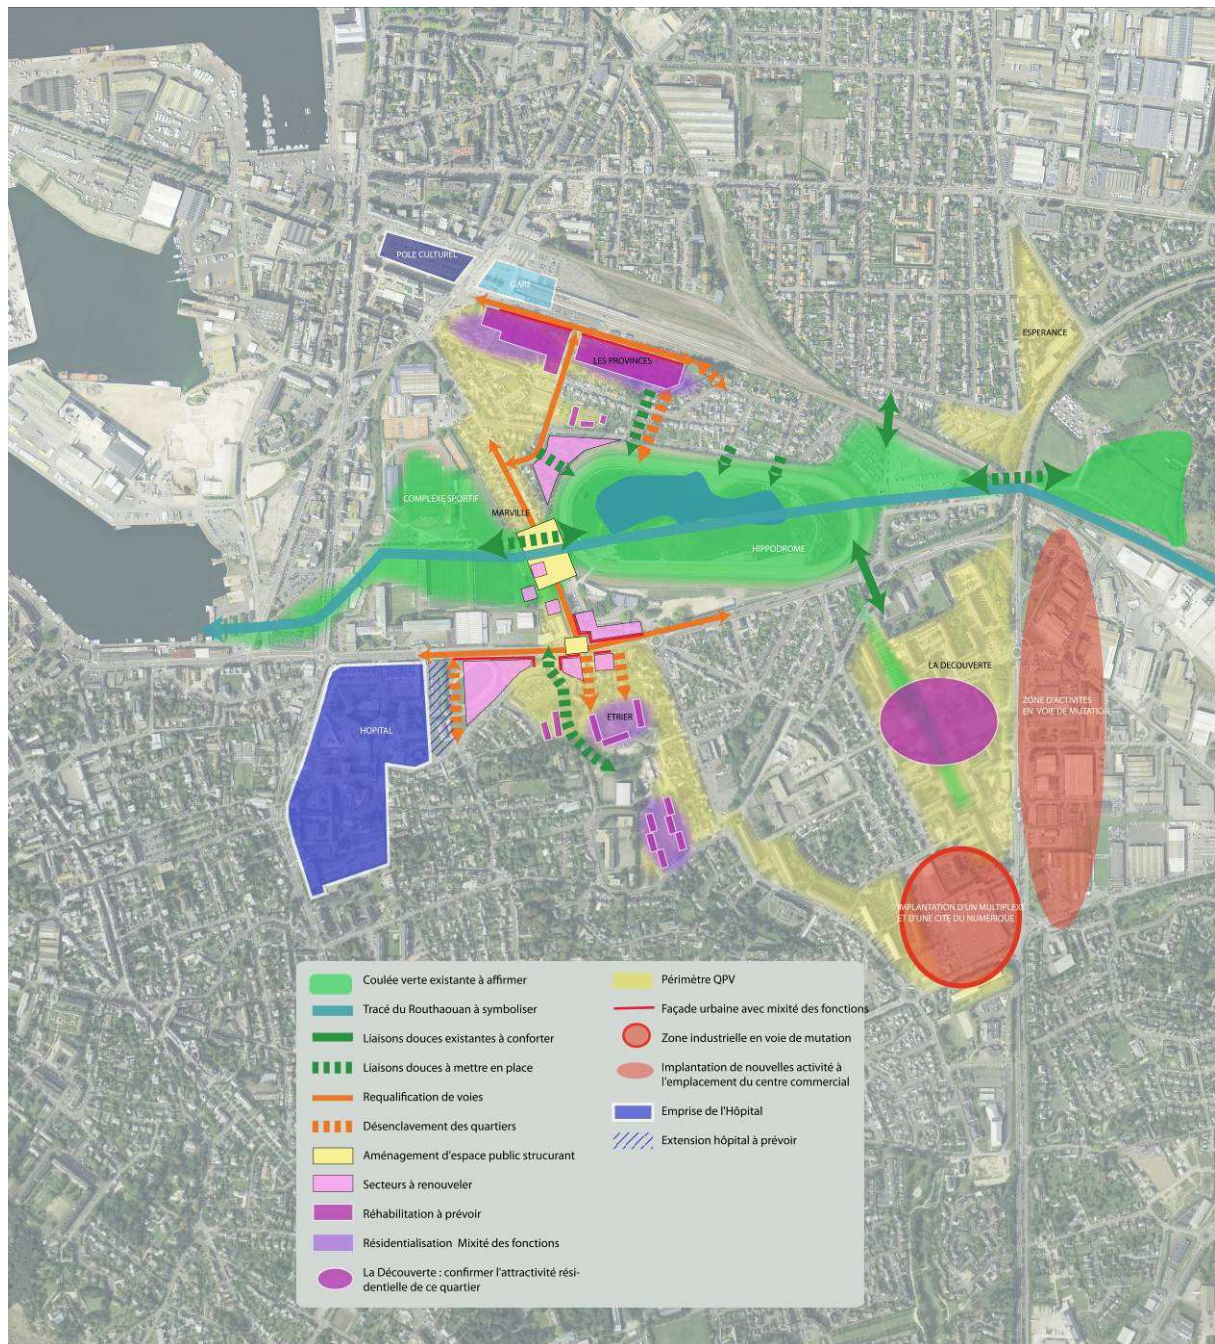 POLE CULTUREL
GARE
LES PROVINCES
ESPERANCE
COMPLEXE SPORTIF
MARVILLE
HIPPODROME
LA DECOUVERTE
ZONE D'ACTIVITES
EN VOIE DE MUTATION
HOPITAL
ETRIER
IMPLANTATION D'UN MULTIPLEXE
ET D'UNE CITE DU NUMERIQUE
Coulée verte existante à affirmer
Tracé du Routhaouan à symboliser
Liaisons douces existantes à conforter
Liaisons douces à mettre en place
Requalification de voies
Désenclavement des quartiers
Aménagement d'espace public strucurant
Secteurs à renouveler
Réhabilitation à prévoir
Résidentialisation Mixité des fonctions
La Découverte : confirmer l'attractivité rési-
dentielle de ce quartier
Périmètre QPV
Façade urbaine avec mixité des fonctions
Zone industrielle en voie de mutation
Implantation de nouvelles activité à
l'emplacement du centre commercial
Emprise de l'Hôpital
Extension hôpital à prévoir